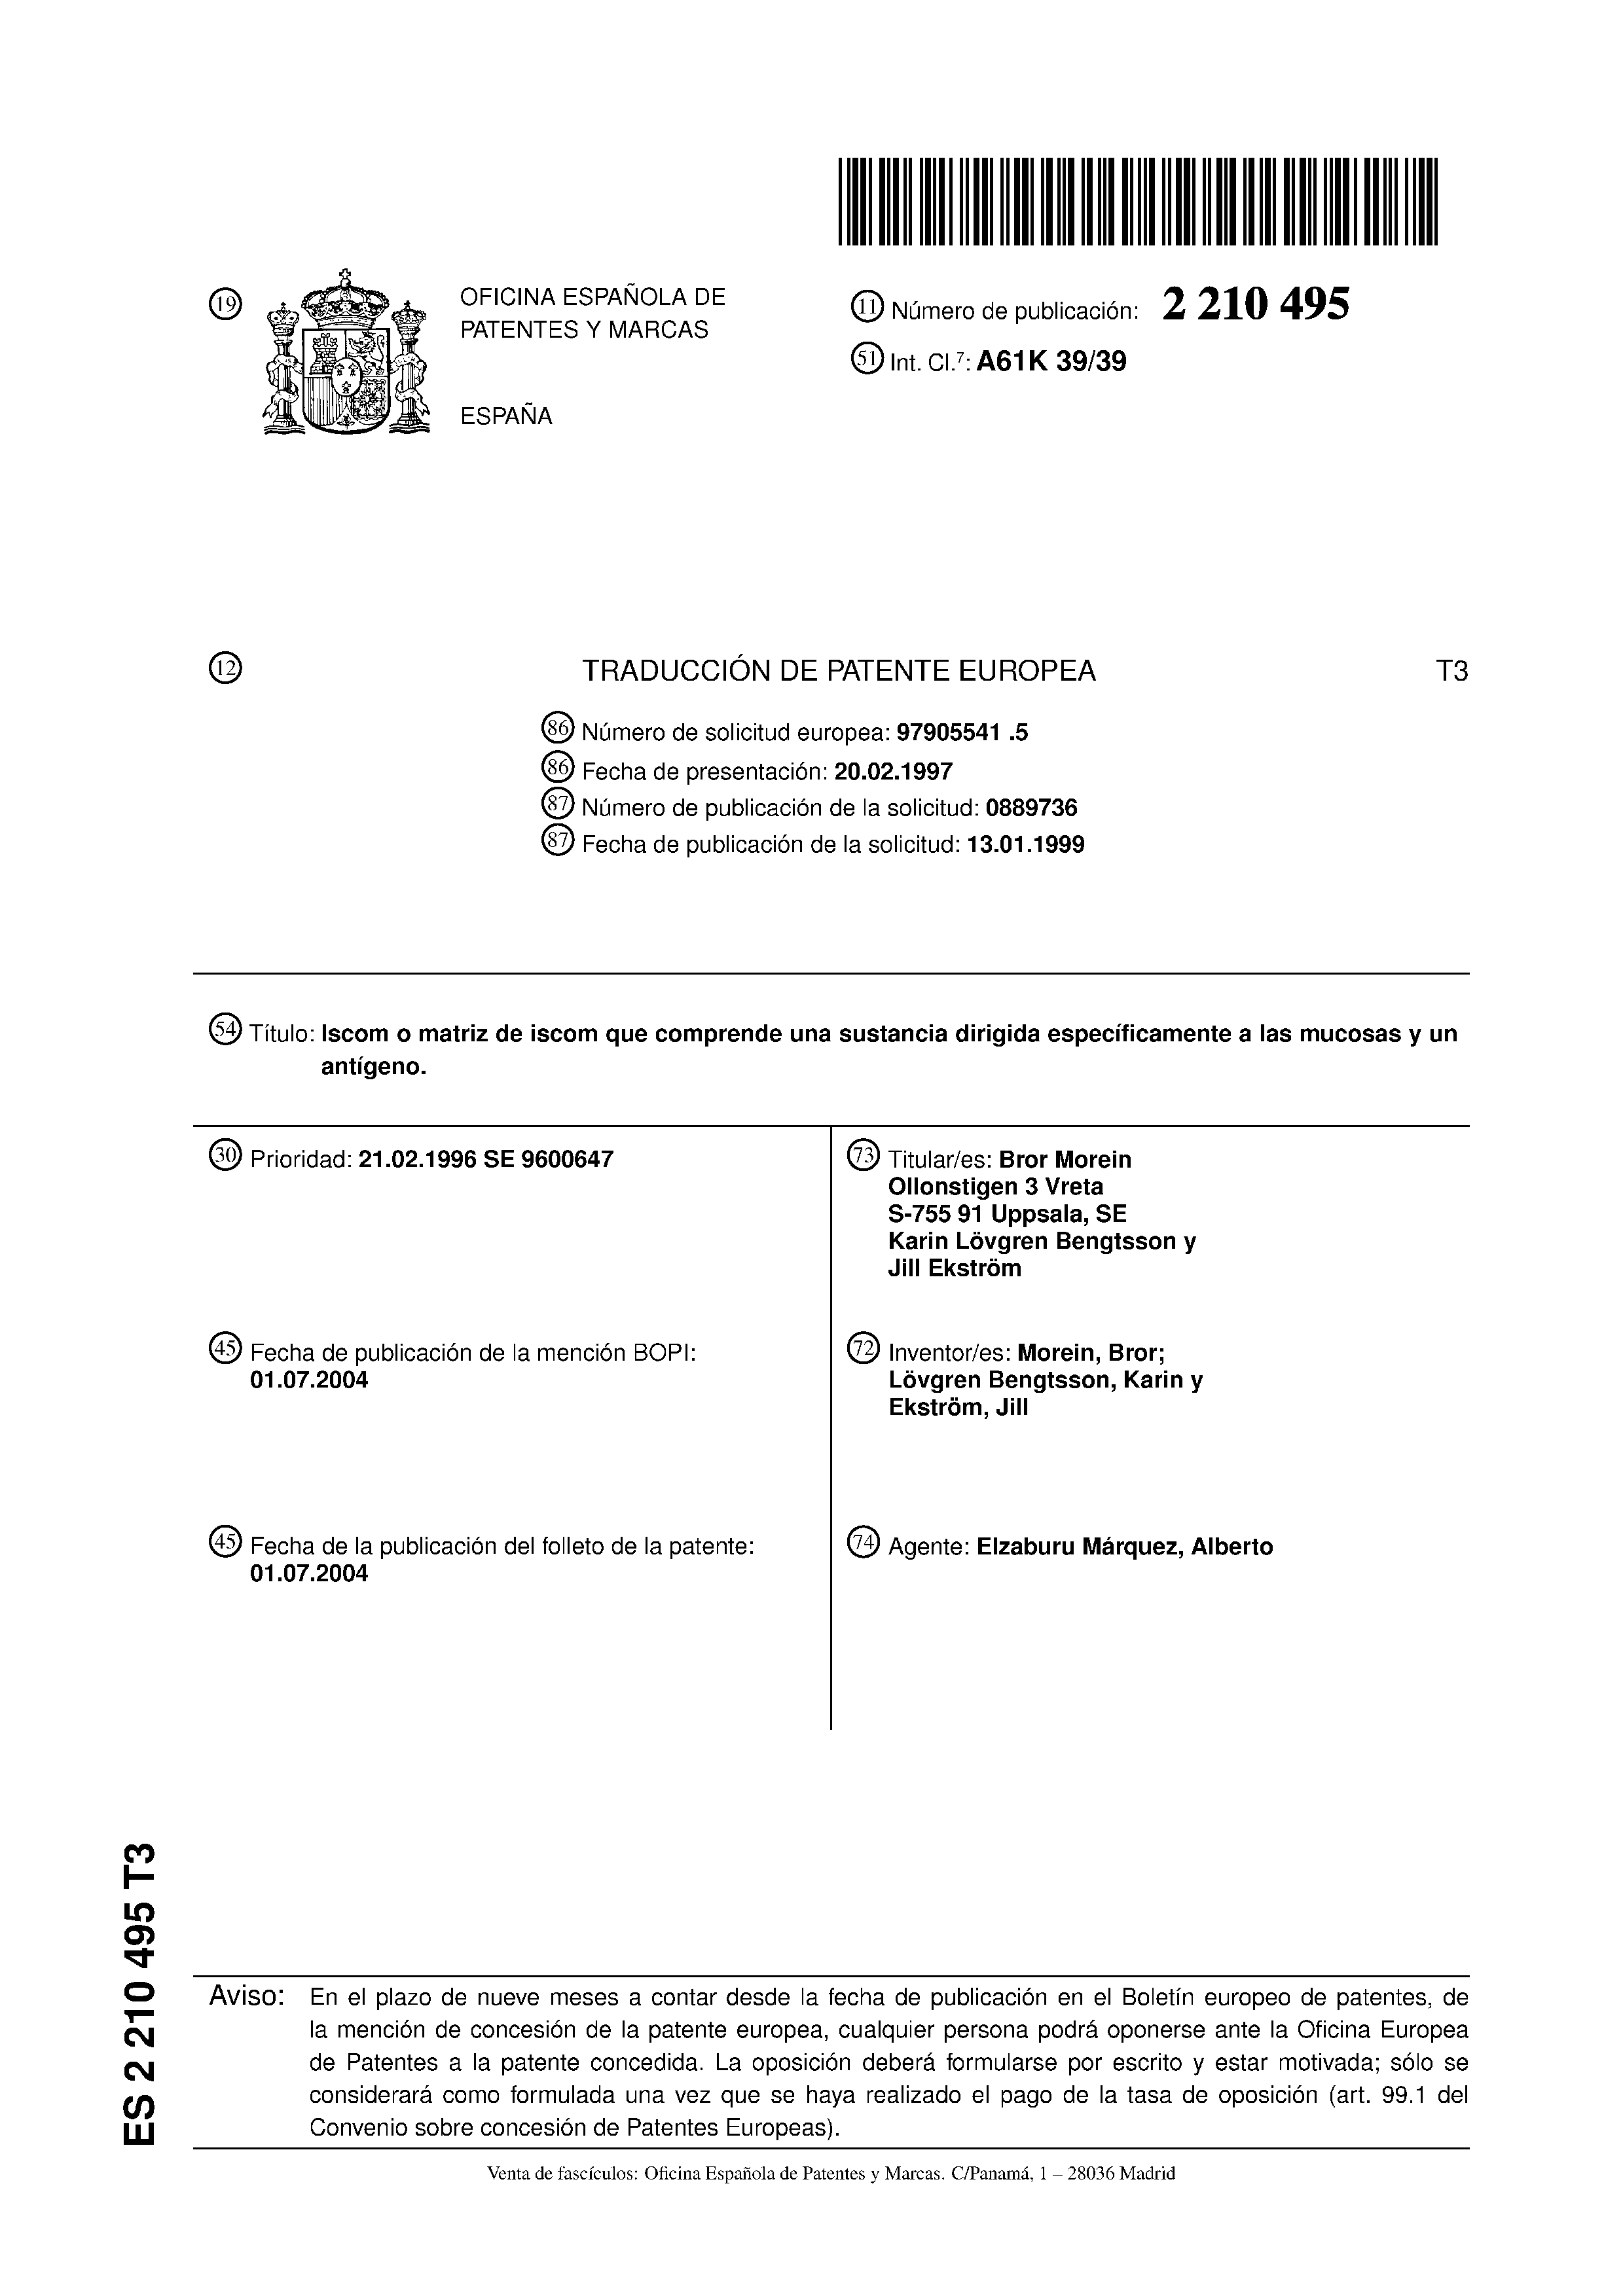 19
OFICINA ESPAÑOLA DE
PATENTES Y MARCAS
ESPAÑA
11 Número de publicación: 2 210 495
51 Int. Cl.7: A61K 39/39
12 TRADUCCIÓN DE PATENTE EUROPEA T3
86 Número de solicitud europea: 97905541 .5
86 Fecha de presentación: 20.02.1997
87 Número de publicación de la solicitud: 0889736
87 Fecha de publicación de la solicitud: 13.01.1999
54 Título: Iscom o matriz de iscom que comprende una sustancia dirigida específicamente a las mucosas y un
antígeno.
30 Prioridad: 21.02.1996 SE 9600647
73 Titular/es: Bror Morein
Ollonstigen 3 Vreta
S-755 91 Uppsala, SE
Karin Lövgren Bengtsson y
Jill Ekström
45 Fecha de publicación de la mención BOPI:
01.07.2004
72 Inventor/es: Morein, Bror;
Lövgren Bengtsson, Karin y
Ekström, Jill
45 Fecha de la publicación del folleto de la patente:
01.07.2004
74 Agente: Elzaburu Márquez, Alberto
ES 2 210 495 T3
Aviso: En el plazo de nueve meses a contar desde la fecha de publicación en el Boletín europeo de patentes, de
la mención de concesión de la patente europea, cualquier persona podrá oponerse ante la Oficina Europea
de Patentes a la patente concedida. La oposición deberá formularse por escrito y estar motivada; sólo se
considerará como formulada una vez que se haya realizado el pago de la tasa de oposición (art. 99.1 del
Convenio sobre concesión de Patentes Europeas).
Venta de fascículos: Oficina Española de Patentes y Marcas. C/Panamá, 1 – 28036 Madrid